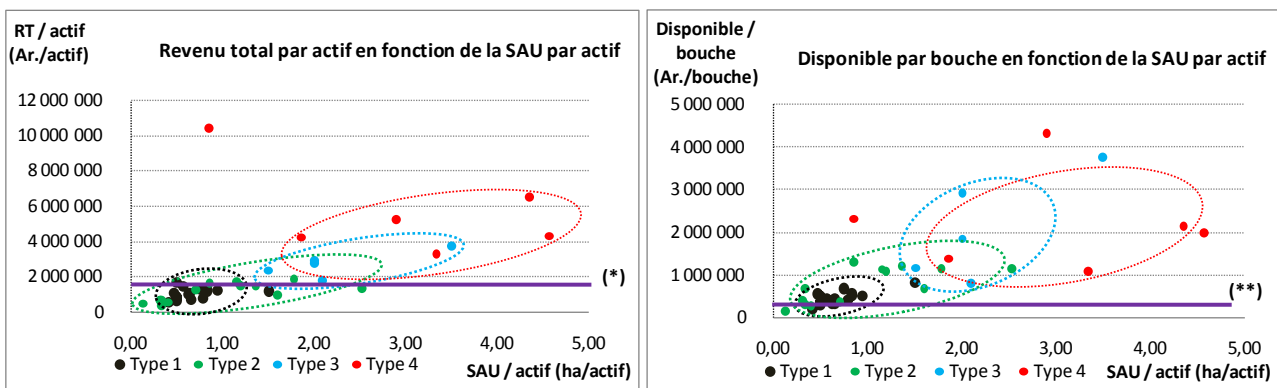 RT / actif
(Ar./actif)
Revenu total par actif en fonction de la SAU par actif
12 000 000
10 000 000
8 000 000
6 000 000
4 000 000
2 000 000
0
(*)
0,00 1,00 2,00 3,00 4,00 5,00
Type 1 Type 2 Type 3 Type 4 SAU / actif (ha/actif)
Disponible /
bouche
(Ar./bouche)
Disponible par bouche en fonction de la SAU par actif
5 000 000
4 000 000
3 000 000
2 000 000
1 000 000
0
(**)
0,00 1,00 2,00 3,00 4,00 5,00
Type 1 Type 2 Type 3 Type 4 SAU / actif (ha/actif)